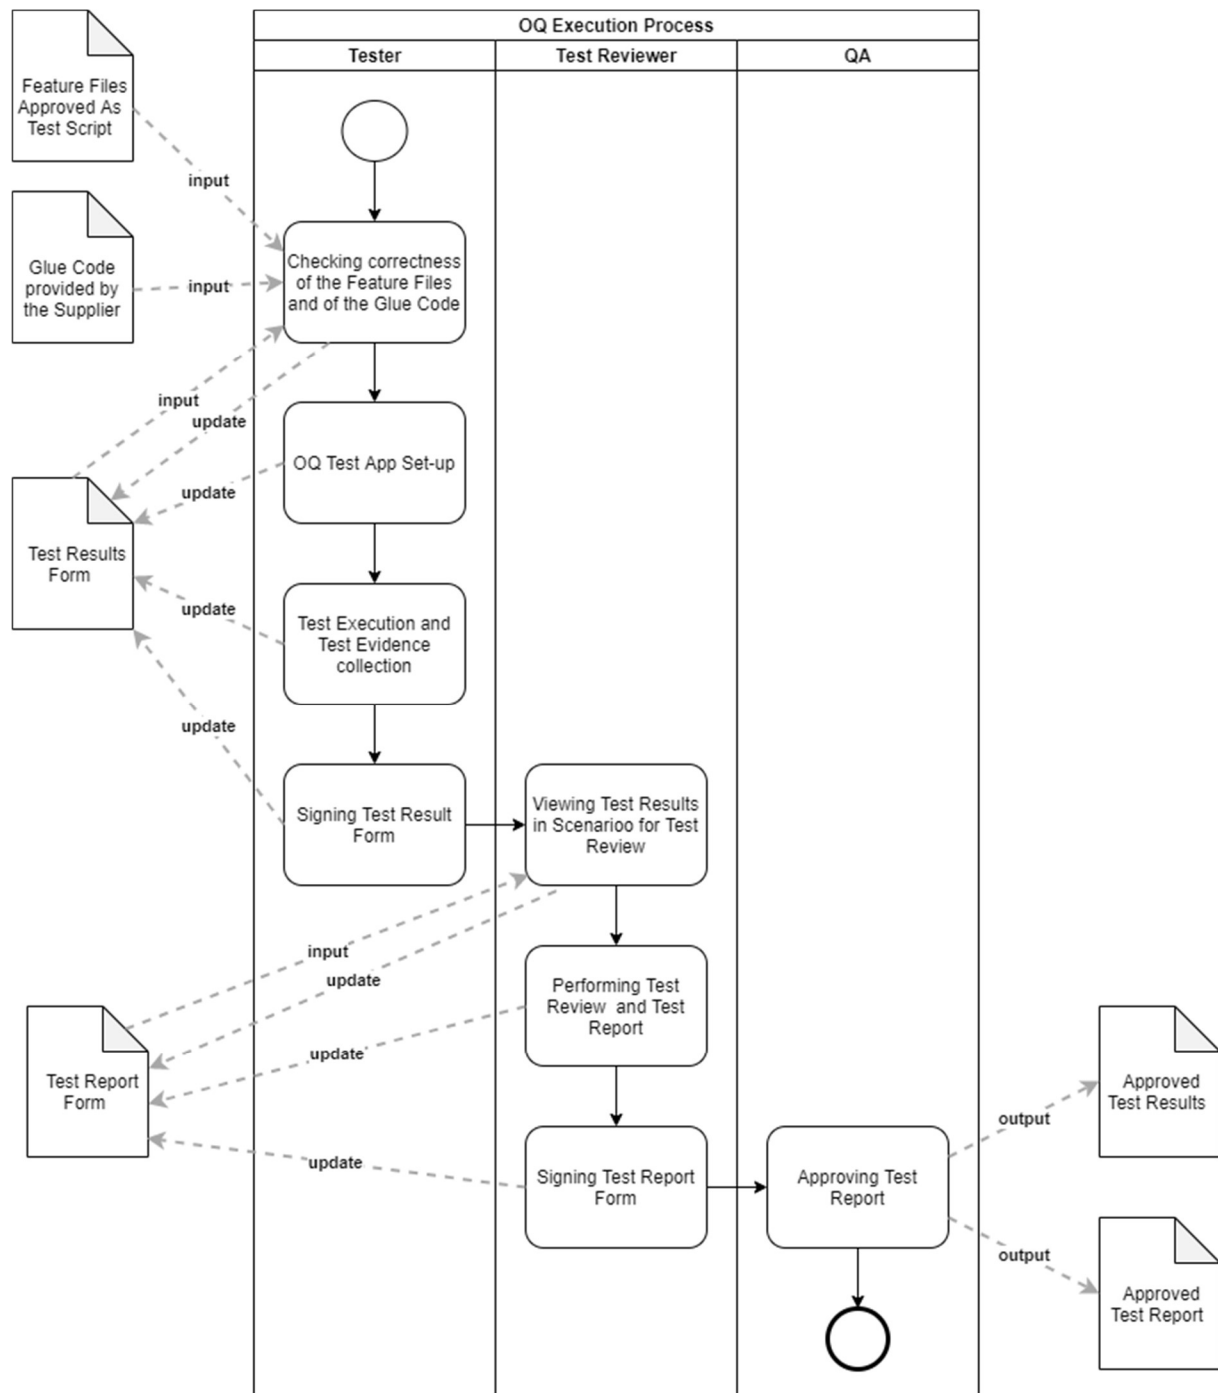 OQ Execution Process
Tester
Test Reviewer
QA
Feature Files
Approved As
Test Script
input
Glue Code
provided by
the Supplier
input
Checking correctness
of the Feature Files
and of the Glue Code
input
update
OQ Test App Set-up
update
Test Results
Form
Test Execution and
Test Evidence
collection
update
update
Signing Test Result
Form
Viewing Test Results
in Scenarioo for Test
Review
input
update
Performing Test
Review and Test
Report
update
Test Report
Form
update
Signing Test Report
Form
Approving Test
Report
output
Approved
Test Results
output
Approved
Test Report